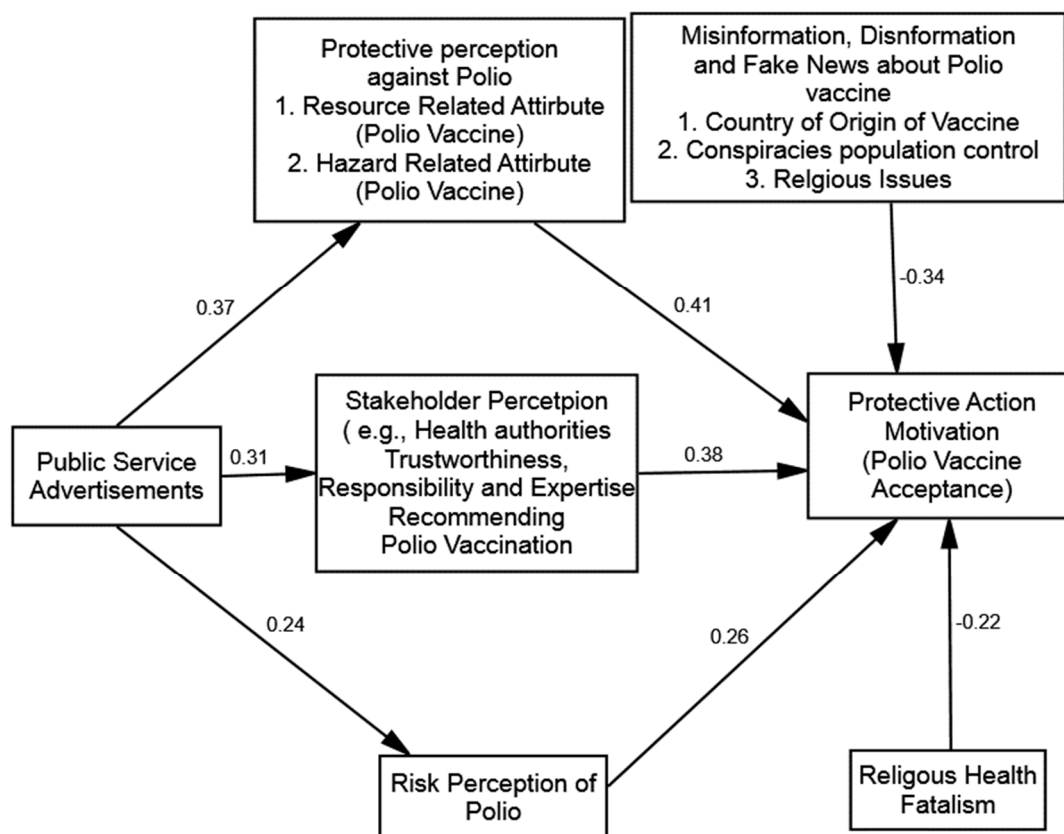 Protective perception
against Polio
1. Resource Related Attirbute
(Polio Vaccine)
2. Hazard Related Attirbute
(Polio Vaccine)
Misinformation, Disnformation
and Fake News about Polio
vaccine
1. Country of Origin of Vaccine
2. Conspiracies population control
3. Relgious Issues
0.37
0.41
-0.34
Public Service
Advertisements
0.31
Stakeholder Percetpion
( e.g., Health authorities
Trustworthiness,
Responsibility and Expertise
Recommending
Polio Vaccination
0.38
Protective Action
Motivation
(Polio Vaccine
Acceptance)
0.24
0.26
-0.22
Risk Perception of
Polio
Religous Health
Fatalism